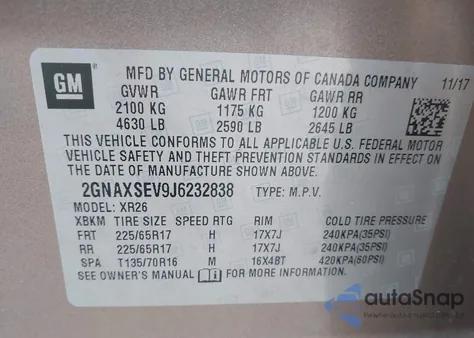 GM
MFD BY GENERAL MOTORS OF CANADA COMPANY 11/17
GVWR GAWR FRT GAWR RR
2100 KG 1175 KG 1200 KG
4630 LB 2590 LB 2645 LB
THIS VEHICLE CONFORMS TO ALL APPLICABLE U.S. FEDERAL MOTOR
VEHICLE SAFETY AND THEFT PREVENTION STANDARDS IN EFFECT ON
THE DATE OF MANUFACTURE SHOWN ABOVE.
2GNAXSEV9J6232838 TYPE: M.P.V.
MODEL: XR26
XBKM TIRE SIZE SPEED RTG RIM COLD TIRE PRESSURE
FRT 225/65R17 H 17X7J 240KPA(35PSI)
RR 225/65R17 H 17X7J 240KPA(35PSI)
SPA T135/70R16 M 16X4BT 420KPA(60PSI)
SEE OWNER'S MANUAL FOR MORE INFORMATION.
autoSnap